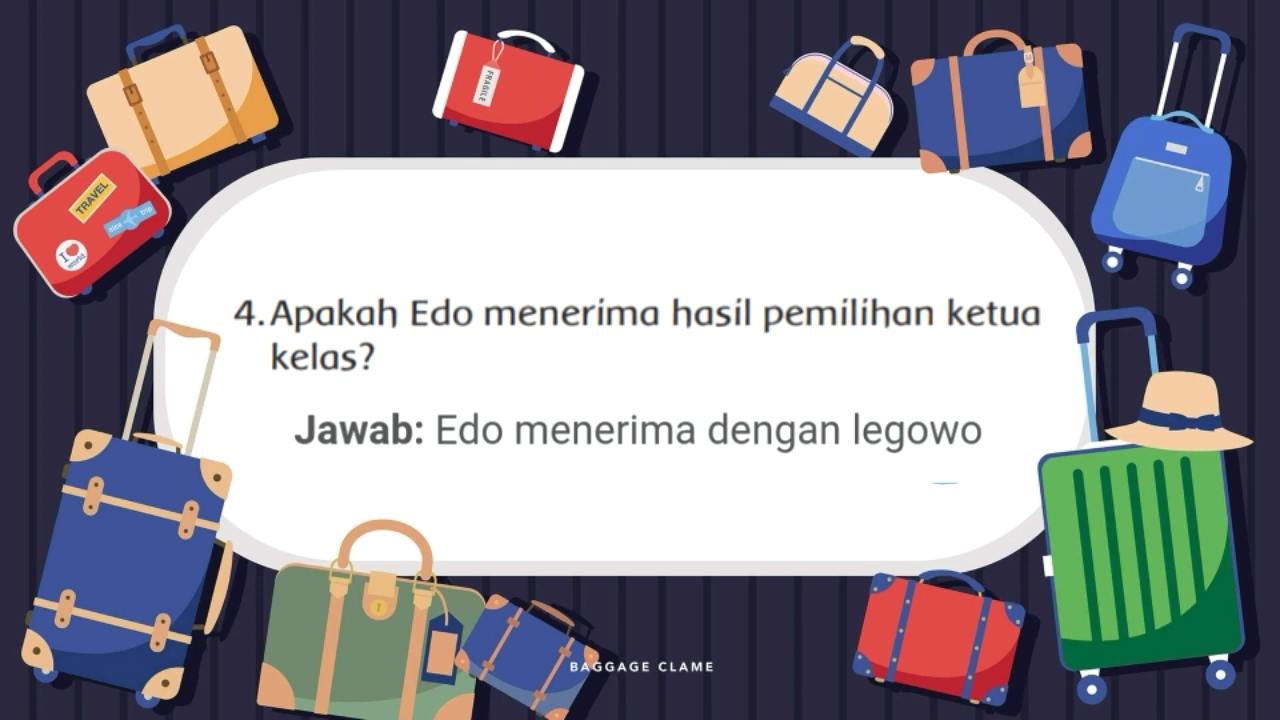 FRAGILE
TRAVEL
I
4. Apakah Edo menerima hasil pemilihan ketua
kelas?
Jawab: Edo menerima dengan legowo
BAGGAGE CLAME